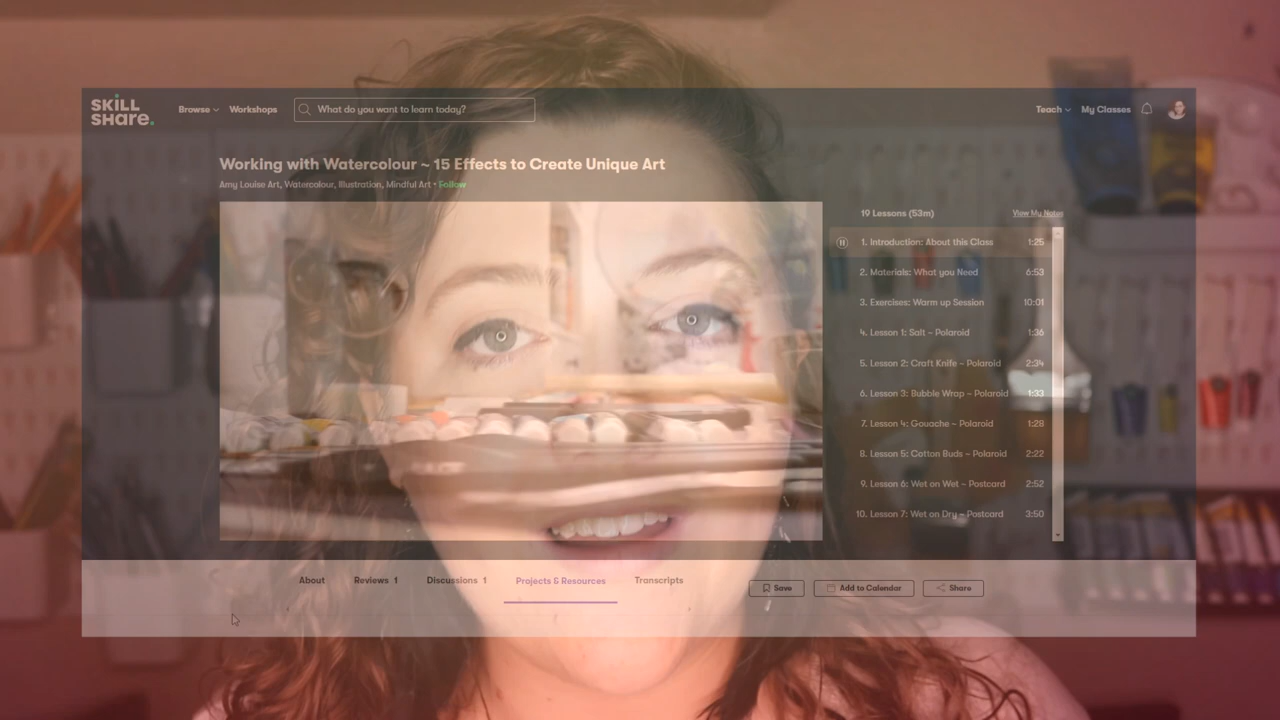 SKILL
SHare.
Browse
Workshops
What do you want to learn today?
Teach
My Classes
Working with Watercolour ~ 15 Effects to Create Unique Art
Amy Louise Art, Watercolour, Illustration, Mindful Art • Follow
19 Lessons (53m)
View My Notes
1. Introduction: About this Class 1:25
2. Materials: What you Need 6:53
3. Exercises: Warm up Session 10:01
4. Lesson 1: Salt ~ Polaroid 1:36
5. Lesson 2: Craft Knife ~ Polaroid 2:34
6. Lesson 3: Bubble Wrap ~ Polaroid 1:33
7. Lesson 4: Gouache ~ Polaroid 1:28
8. Lesson 5: Cotton Buds ~ Polaroid 2:22
9. Lesson 6: Wet on Wet ~ Postcard 2:52
10. Lesson 7: Wet on Dry ~ Postcard 3:50
About
Reviews 1
Discussions 1
Projects & Resources
Transcripts
Save
Add to Calendar
Share